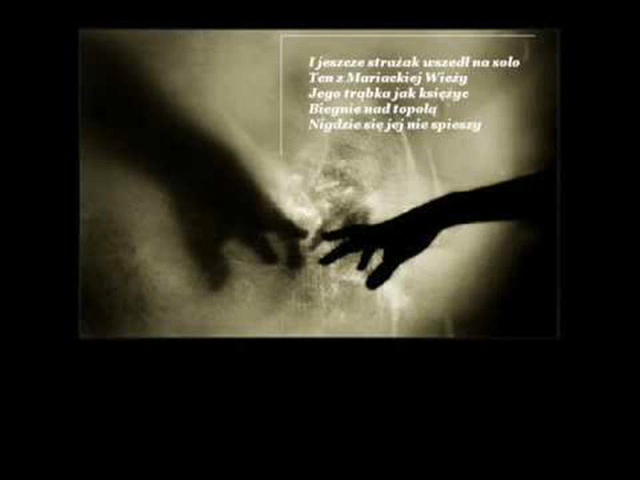 I jeszcze strażak wszedł na solo
Ten z Mariackiej Wieży
Jego trąbka jak księżyc
Biegnie nad topolą
Nigdzie się jej nie spieszy